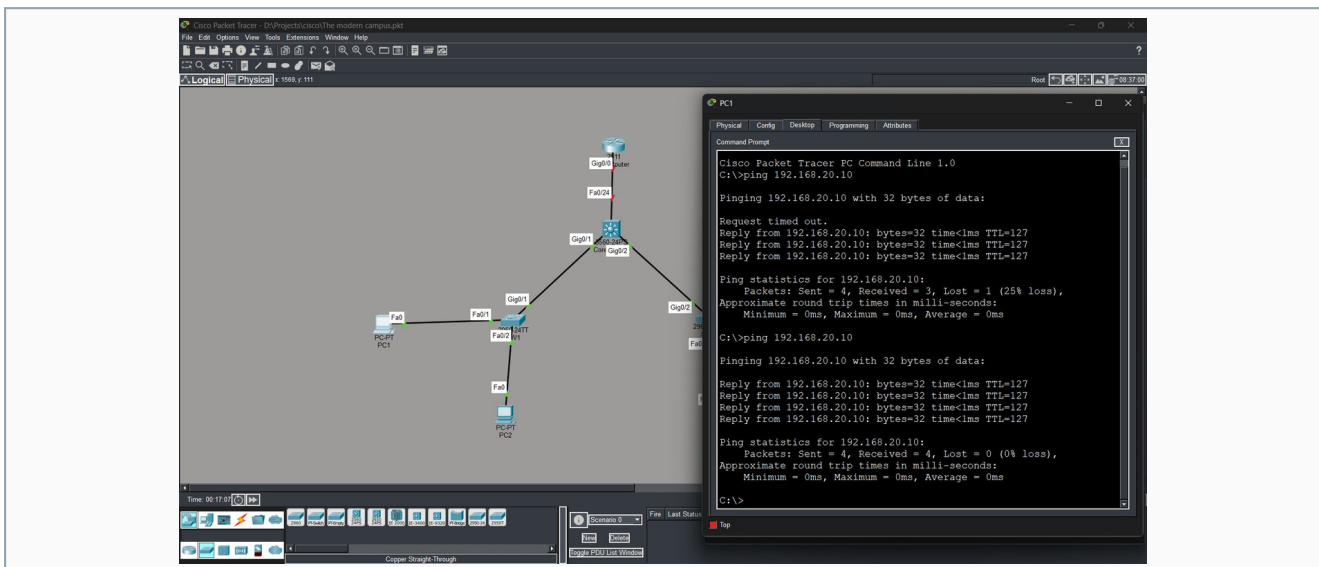 Cisco Packet Tracer - D:\Projects\cisco\The modern campus.pkt
File Edit Options View Tools Extensions Window Help
?
Logical Physical x: 1569, y: 111
Root
08:37:00
Gig0/0
Fa0/24
Gig0/1
Gig0/2
Gig0/1
Fa0
Fa0/1
PC-PT
PC1
Fa0/2
Fa0
PC-PT
PC2
Gig0/2
PC1
Physical Config Desktop Programming Attributes
Command Prompt
X
Cisco Packet Tracer PC Command Line 1.0
C:\>ping 192.168.20.10
Pinging 192.168.20.10 with 32 bytes of data:
Request timed out.
Reply from 192.168.20.10: bytes=32 time<1ms TTL=127
Reply from 192.168.20.10: bytes=32 time<1ms TTL=127
Reply from 192.168.20.10: bytes=32 time<1ms TTL=127
Ping statistics for 192.168.20.10:
Packets: Sent = 4, Received = 3, Lost = 1 (25% loss),
Approximate round trip times in milli-seconds:
Minimum = 0ms, Maximum = 0ms, Average = 0ms
C:\>ping 192.168.20.10
Pinging 192.168.20.10 with 32 bytes of data:
Reply from 192.168.20.10: bytes=32 time<1ms TTL=127
Reply from 192.168.20.10: bytes=32 time<1ms TTL=127
Reply from 192.168.20.10: bytes=32 time<1ms TTL=127
Reply from 192.168.20.10: bytes=32 time<1ms TTL=127
Ping statistics for 192.168.20.10:
Packets: Sent = 4, Received = 4, Lost = 0 (0% loss),
Approximate round trip times in milli-seconds:
Minimum = 0ms, Maximum = 0ms, Average = 0ms
C:\>
Top
Time: 00:17:07
Scenario 0
New Delete
Toggle PDU List Window
Fire Last Status
Copper Straight-Through